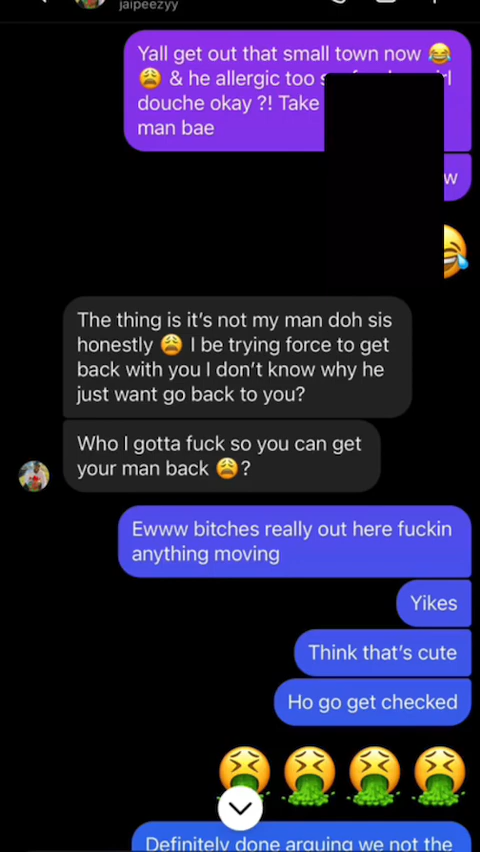 jaipeezyy
Yall get out that small town now 😂
😩 & he allergic too
douche okay ?! Take
man bae
The thing is it's not my man doh sis
honestly 😩 I be trying force to get
back with you I don't know why he
just want go back to you?
Who I gotta fuck so you can get
your man back 😩?
Ewww bitches really out here fuckin
anything moving
Yikes
Think that's cute
Ho go get checked
🤮 🤮 🤮 🤮
Definitely done arguing we not the